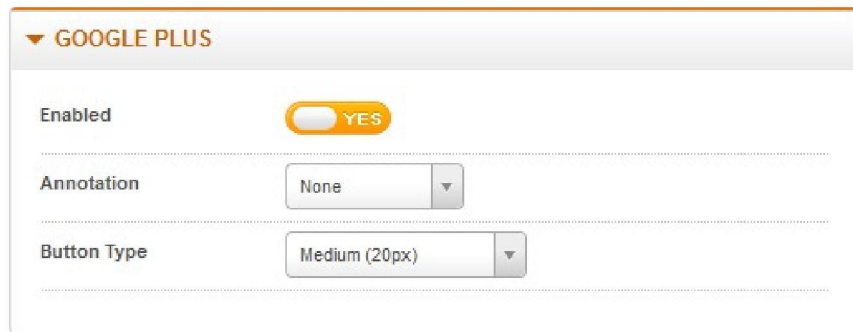 GOOGLE PLUS
Enabled YES
Annotation None
Button Type Medium (20px)